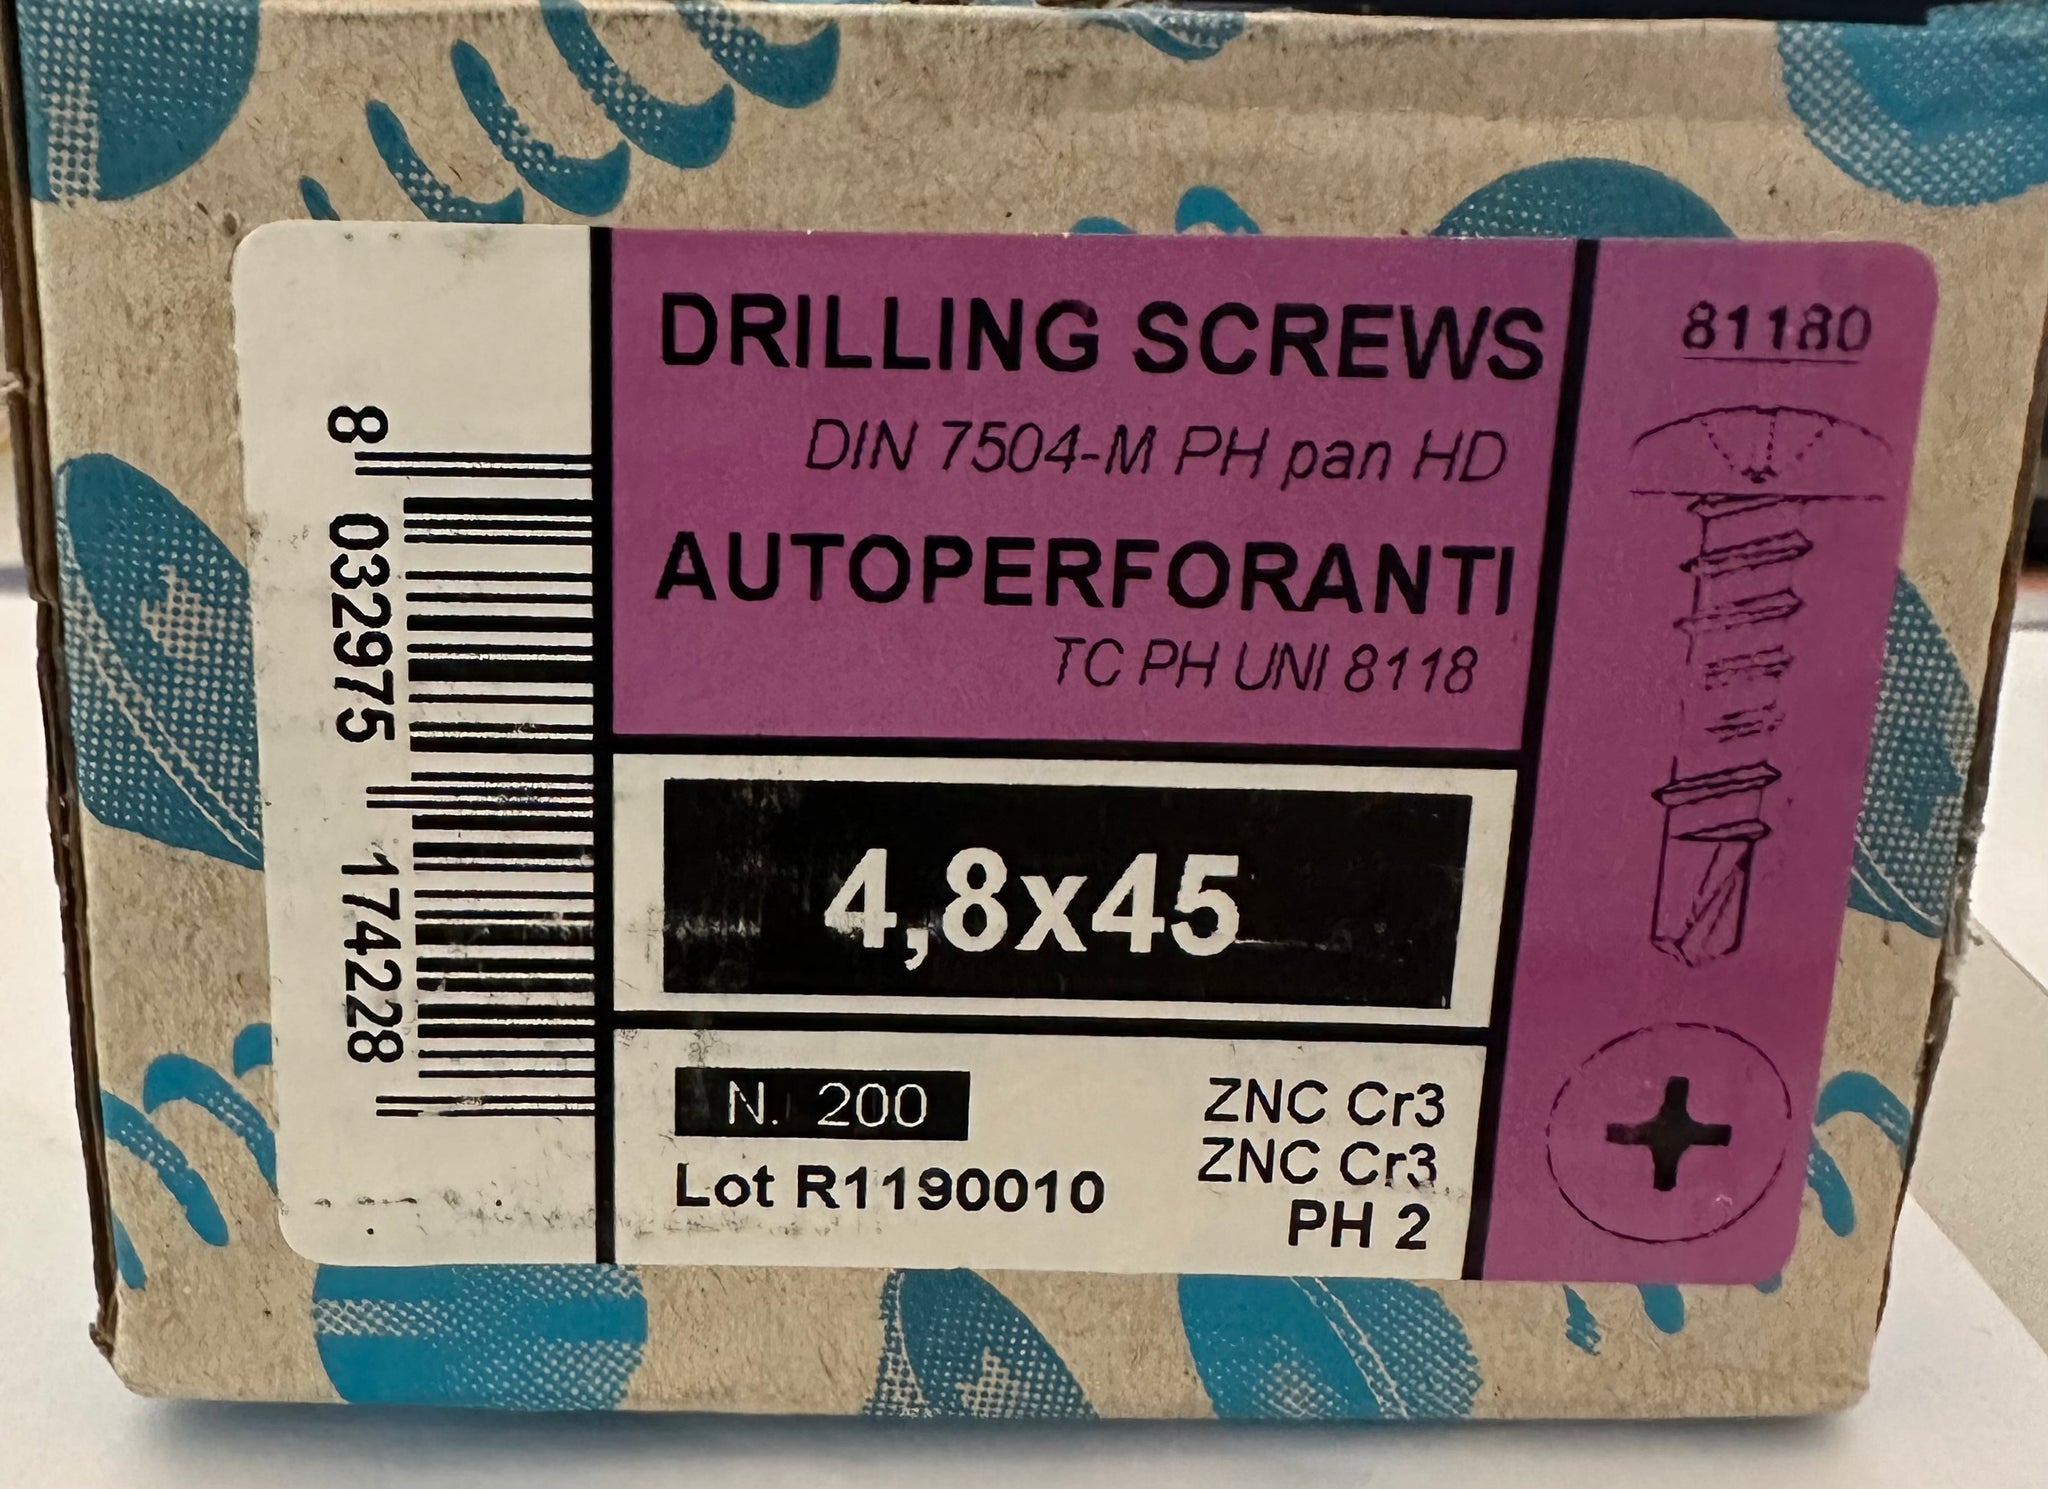 8 032975 174228
DRILLING SCREWS
DIN 7504-M PH pan HD
AUTOPERFORANTI
TC PH UNI 8118
81180
4,8x45
N. 200
Lot R1190010
ZNC Cr3
ZNC Cr3
PH 2